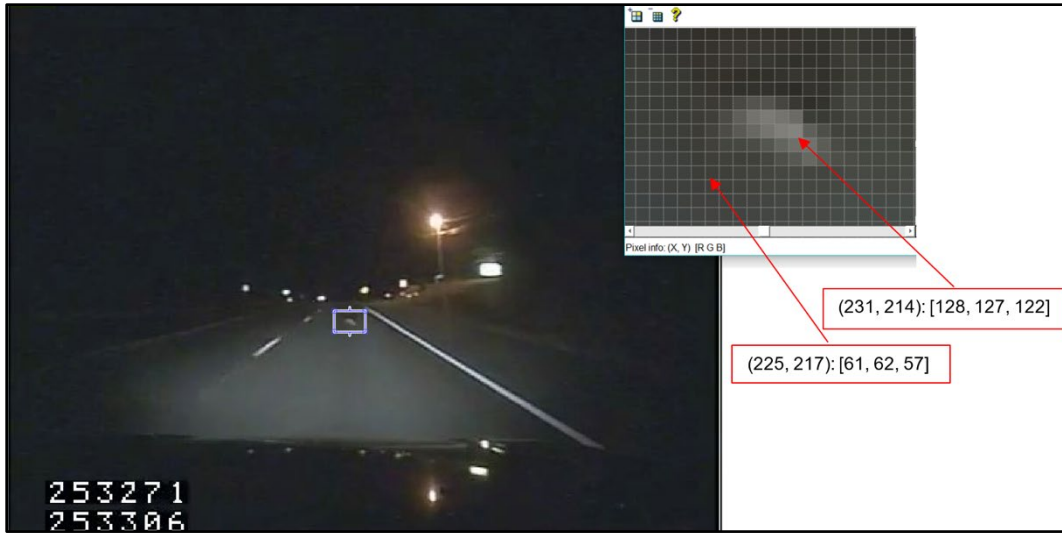 ?
Pixel info: (X, Y) [R G B]
(231, 214): [128, 127, 122]
(225, 217): [61, 62, 57]
253271
253306